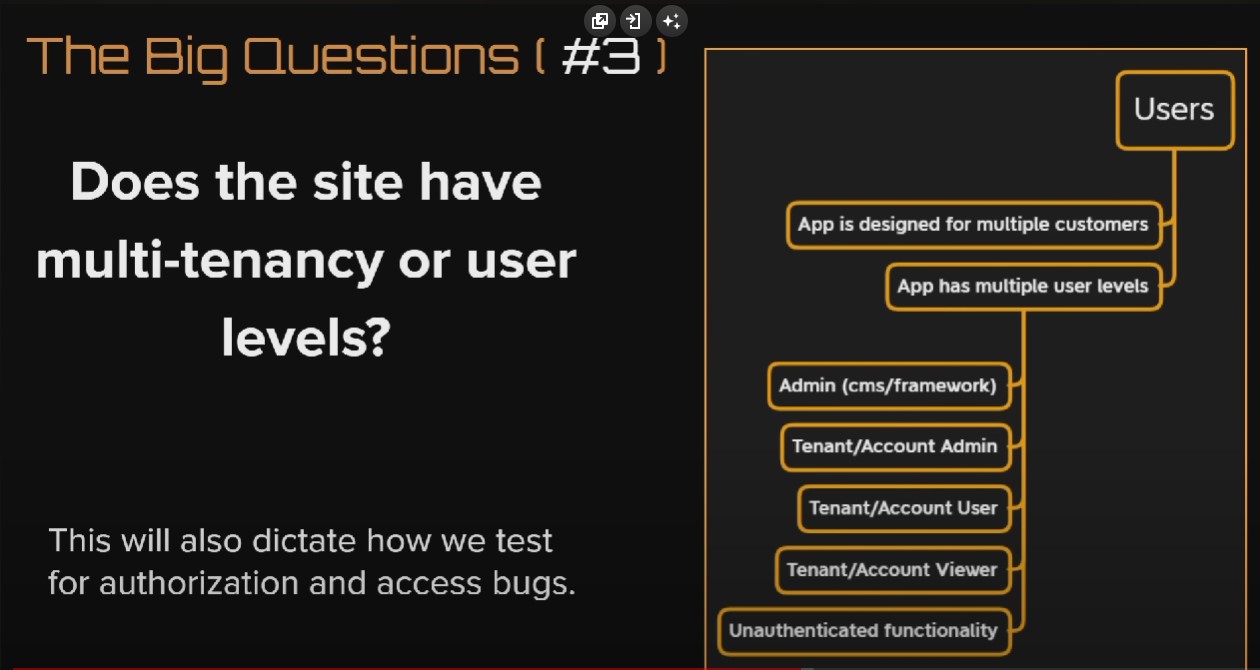 The Big Questions ( #3 )
Does the site have
multi-tenancy or user
levels?
This will also dictate how we test
for authorization and access bugs.
Users
App is designed for multiple customers
App has multiple user levels
Admin (cms/framework)
Tenant/Account Admin
Tenant/Account User
Tenant/Account Viewer
Unauthenticated functionality